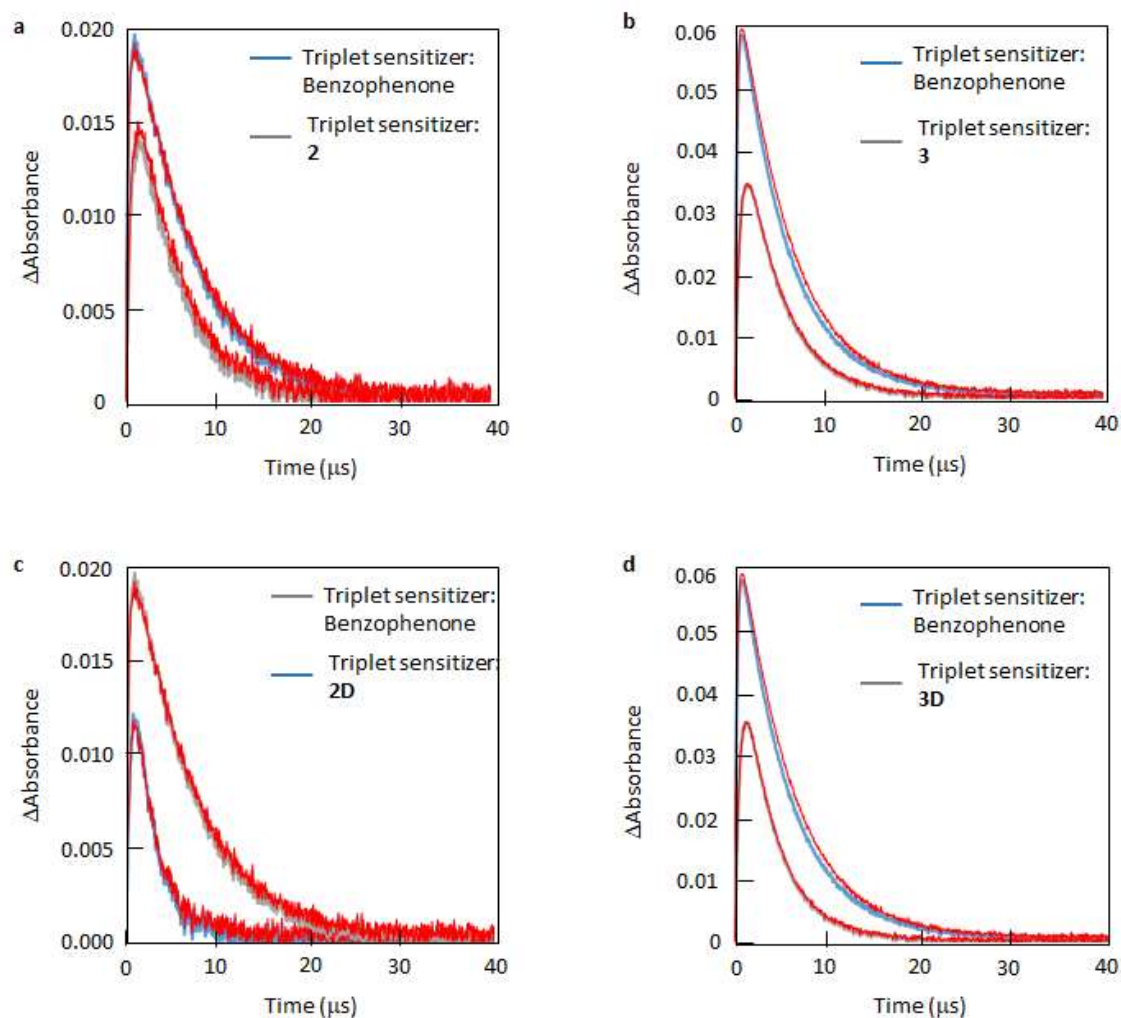 a
0.020
0.015
0.010
0.005
0
ΔAbsorbance
Triplet sensitizer:
Benzophenone
Triplet sensitizer:
2
0 10 20 30 40
Time (μs)
b
0.06
0.05
0.04
0.03
0.02
0.01
0
ΔAbsorbance
Triplet sensitizer:
Benzophenone
Triplet sensitizer:
3
0 10 20 30 40
Time (μs)
c
0.020
0.015
0.010
0.005
0.000
ΔAbsorbance
Triplet sensitizer:
Benzophenone
Triplet sensitizer:
2D
0 10 20 30 40
Time (μs)
d
0.06
0.05
0.04
0.03
0.02
0.01
0
ΔAbsorbance
Triplet sensitizer:
Benzophenone
Triplet sensitizer:
3D
0 10 20 30 40
Time (μs)